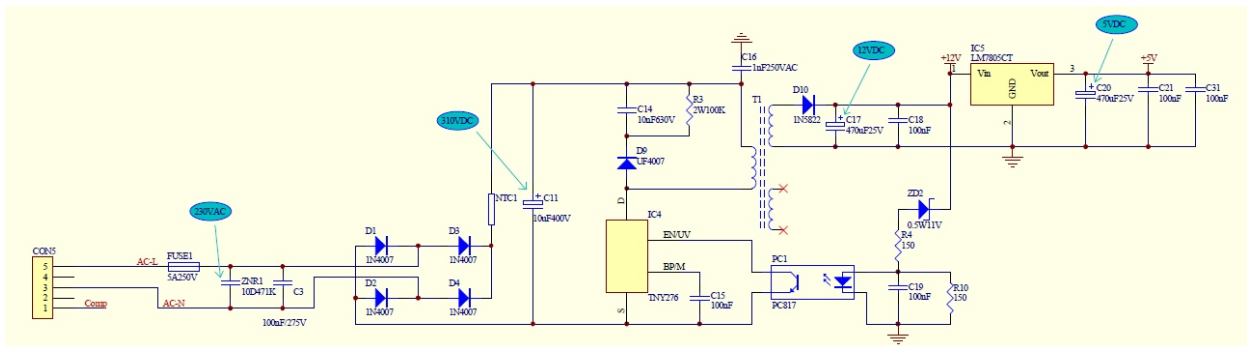 5VDC
12VDC
C16
1nF250VAC
IC5
LM7805CT
+12V
1
Vin
Vout
3
+5V
GND
2
C20
470uF25V
C21
100nF
C31
100nF
C14
10nF630V
R3
2W100K
T1
D10
1N5822
C17
470uF25V
C18
100nF
310VDC
D9
UF4007
NTC1
C11
10uF400V
D
IC4
ZD2
0.5W11V
230VAC
R4
150
CON5
5
4
3
2
1
AC-L
FUSE1
5A250V
D1
1N4007
D3
1N4007
EN/UV
BP/M
PC1
PC817
ZNR1
10D471K
C3
100nF/275V
AC-N
Comp
D2
1N4007
D4
1N4007
TNY276
S
C15
100nF
C19
100nF
R10
150